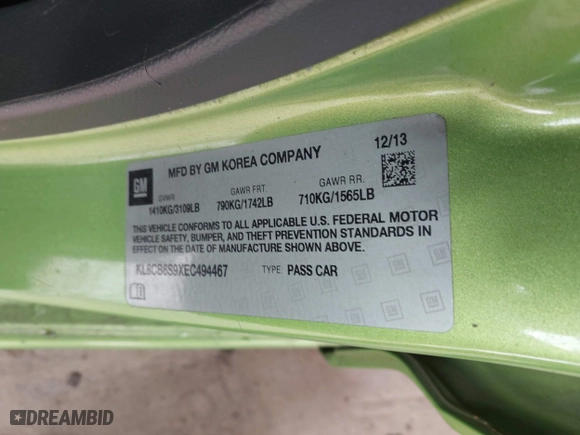 GM
MFD BY GM KOREA COMPANY
12/13
GVWR GAWR FRT. GAWR RR.
1410KG/3109LB 790KG/1742LB 710KG/1565LB
THIS VEHICLE CONFORMS TO ALL APPLICABLE U.S. FEDERAL MOTOR
VEHICLE SAFETY, BUMPER, AND THEFT PREVENTION STANDARDS IN
EFFECT ON THE DATE OF MANUFACTURE SHOWN ABOVE.
KL8CB6S9XEC494467 TYPE: PASS CAR
DREAMBID